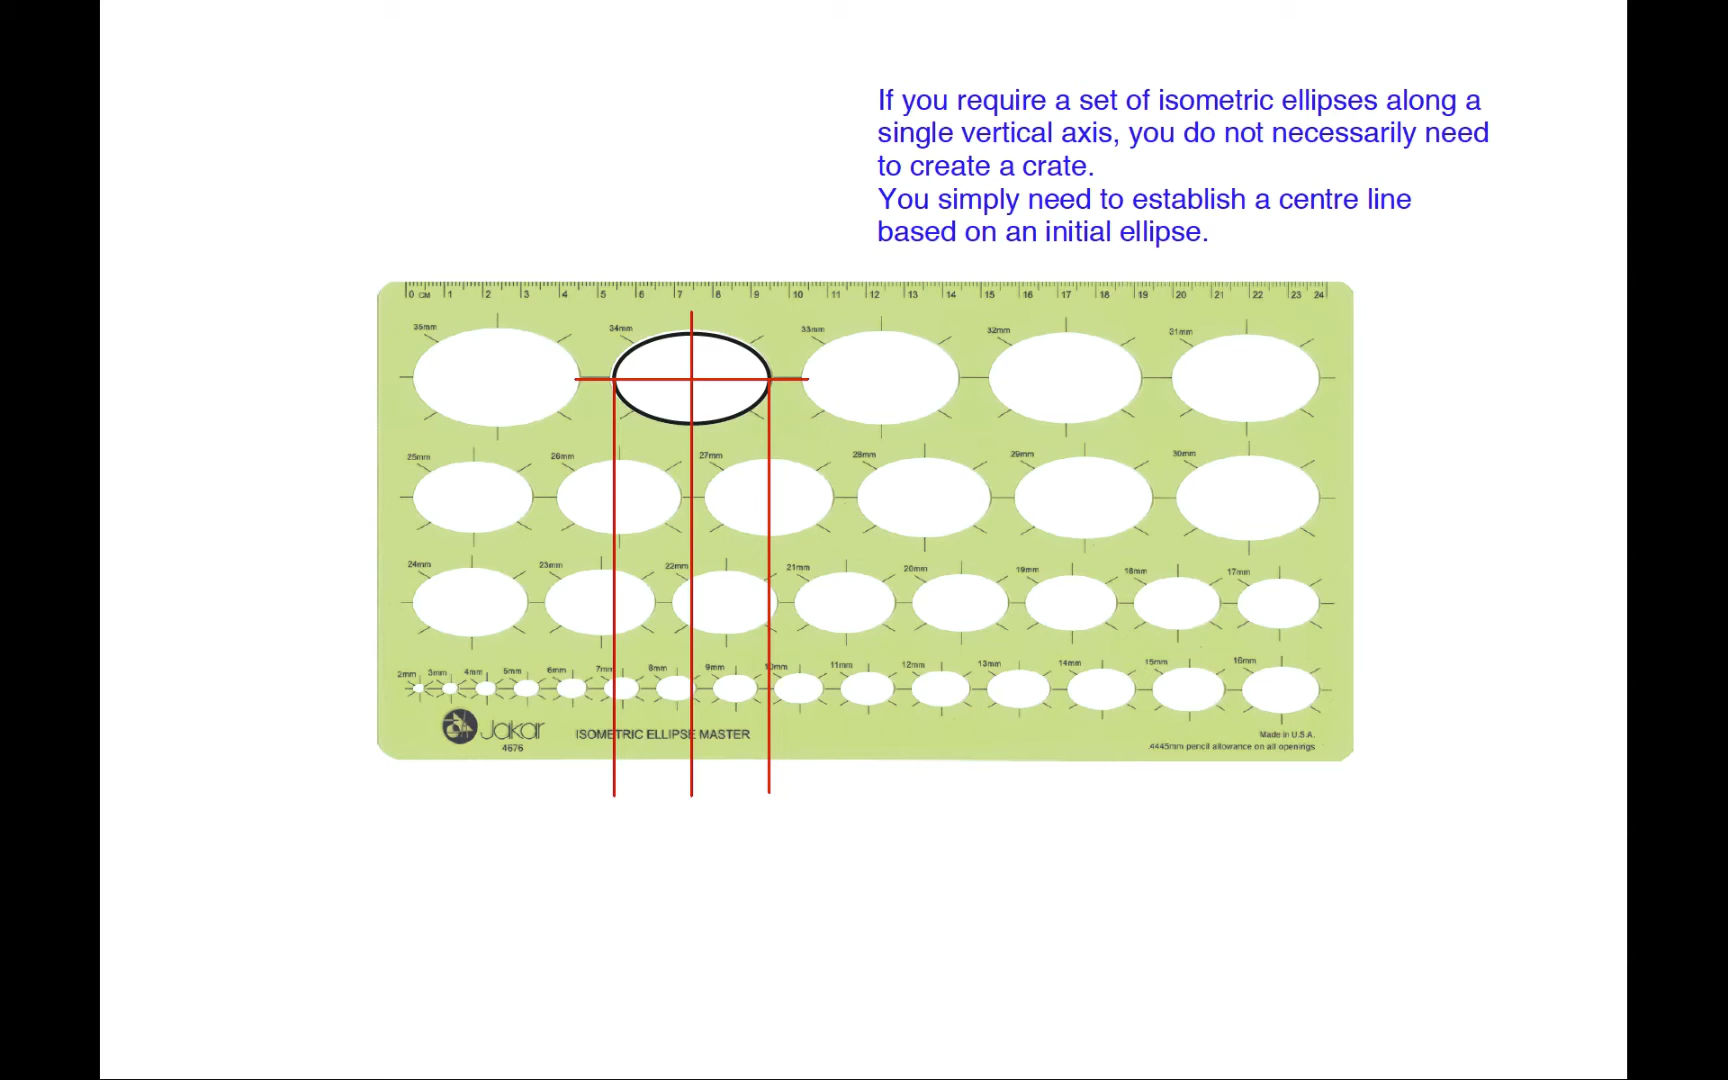 If you require a set of isometric ellipses along a
single vertical axis, you do not necessarily need
to create a crate.
You simply need to establish a centre line
based on an initial ellipse.
0 CM 1 2 3 4 5 6 7 8 9 10 11 12 13 14 15 16 17 18 19 20 21 22 23 24
35mm 34mm 33mm 32mm 31mm
25mm 26mm 27mm 28mm 29mm 30mm
24mm 23mm 22mm 21mm 20mm 19mm 18mm 17mm
2mm 3mm 4mm 5mm 6mm 7mm 8mm 9mm 10mm 11mm 12mm 13mm 14mm 15mm 16mm
Jakar
4676
ISOMETRIC ELLIPSE MASTER
Made in U.S.A.
.4445mm pencil allowance on all openings